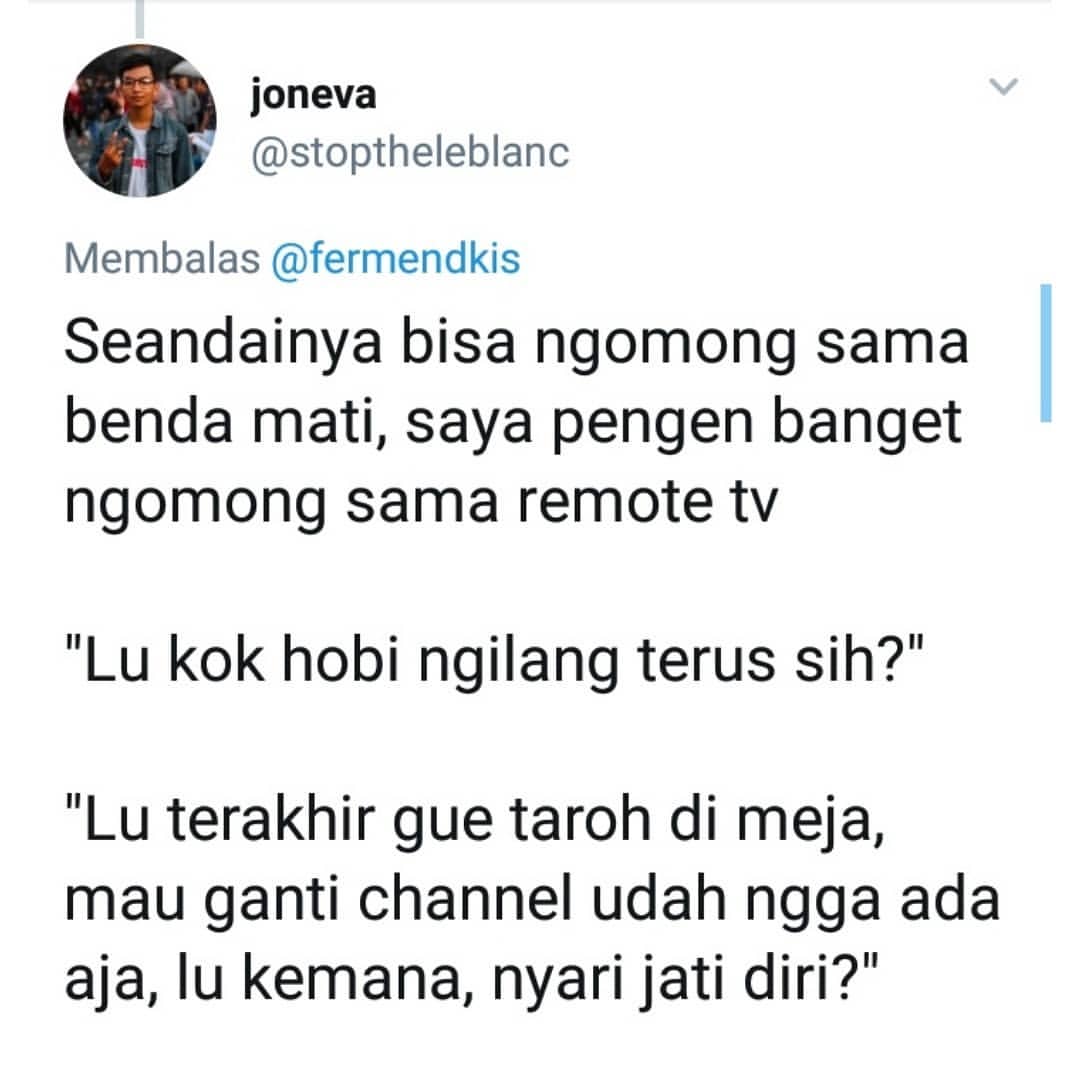 joneva
@stoptheleblanc
Membalas @fermendkis
Seandainya bisa ngomong sama
benda mati, saya pengen banget
ngomong sama remote tv
"Lu kok hobi ngilang terus sih?"
"Lu terakhir gue taroh di meja,
mau ganti channel udah ngga ada
aja, lu kemana, nyari jati diri?"